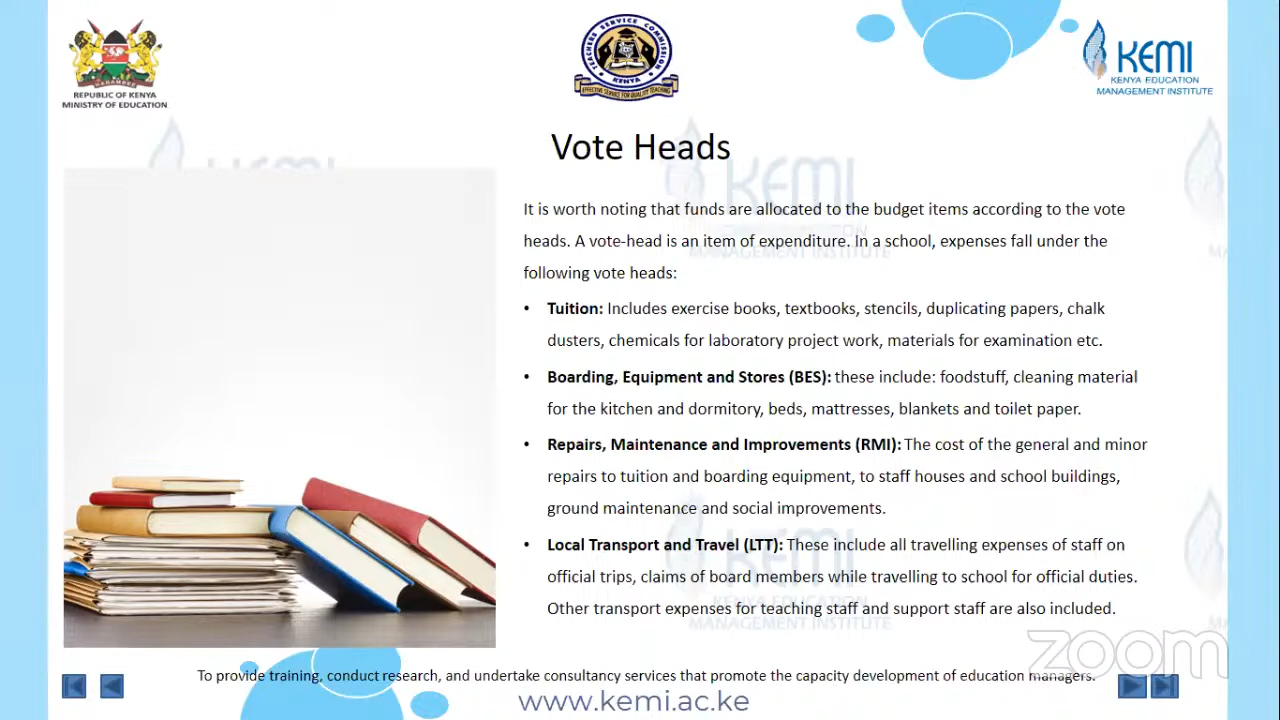 REPUBLIC OF KENYA
MINISTRY OF EDUCATION
TEACHERS SERVICE COMMISSION
KENYA
EFFECTIVE SERVICE FOR QUALITY TEACHING
KEMI
KENYA EDUCATION
MANAGEMENT INSTITUTE
Vote Heads
It is worth noting that funds are allocated to the budget items according to the vote
heads. A vote-head is an item of expenditure. In a school, expenses fall under the
following vote heads:
• Tuition: Includes exercise books, textbooks, stencils, duplicating papers, chalk
dusters, chemicals for laboratory project work, materials for examination etc.
• Boarding, Equipment and Stores (BES): these include: foodstuff, cleaning material
for the kitchen and dormitory, beds, mattresses, blankets and toilet paper.
• Repairs, Maintenance and Improvements (RMI): The cost of the general and minor
repairs to tuition and boarding equipment, to staff houses and school buildings,
ground maintenance and social improvements.
• Local Transport and Travel (LTT): These include all travelling expenses of staff on
official trips, claims of board members while travelling to school for official duties.
Other transport expenses for teaching staff and support staff are also included.
zoom
To provide training, conduct research, and undertake consultancy services that promote the capacity development of education managers.
www.kemi.ac.ke